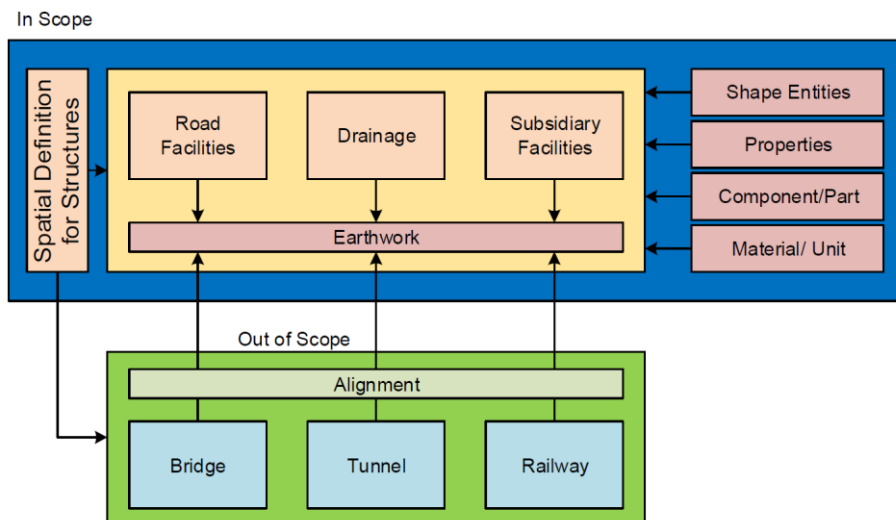 In Scope
Spatial Definition
for Structures
Road
Facilities
Drainage
Subsidiary
Facilities
Earthwork
Shape Entities
Properties
Component/Part
Material/ Unit
Out of Scope
Alignment
Bridge
Tunnel
Railway